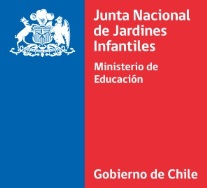 Junta Nacional
de Jardines
Infantiles
Ministerio de
Educación
Gobierno de Chile